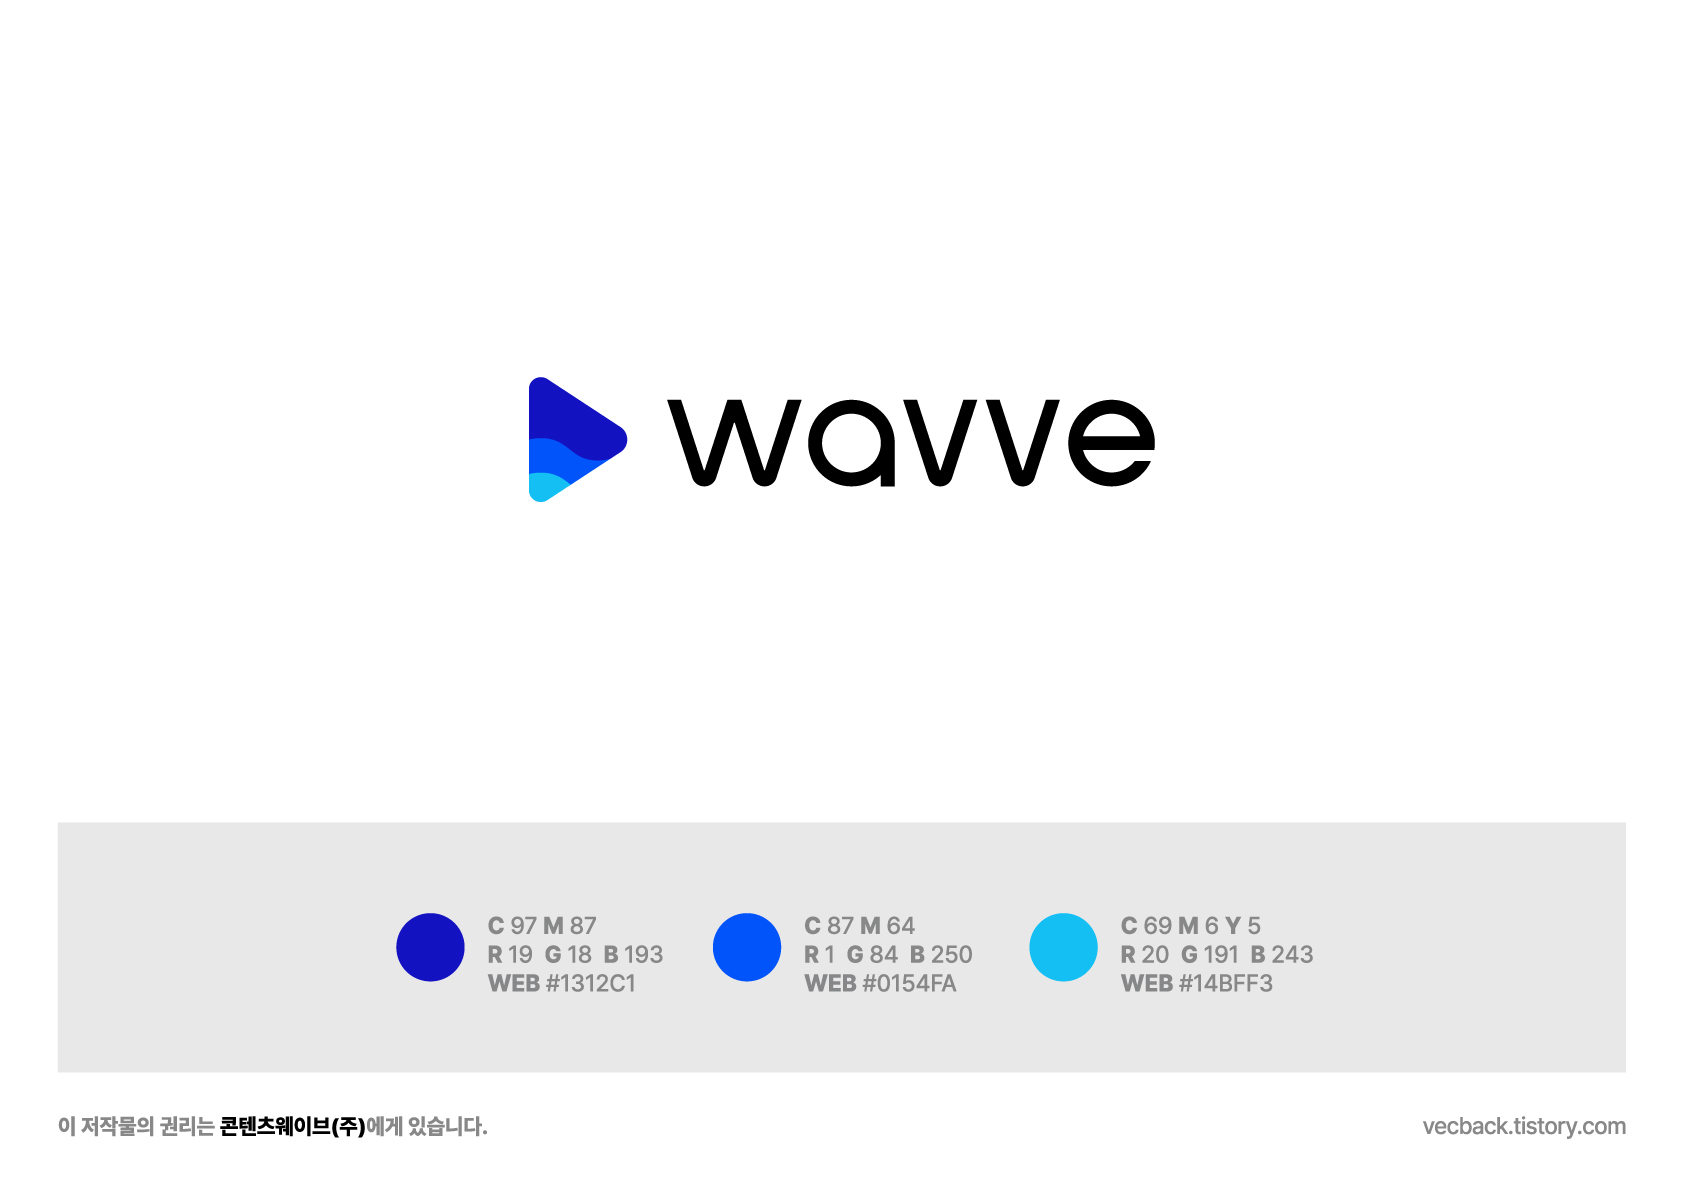 wavve
C 97 M 87
R 19 G 18 B 193
WEB #1312C1
C 87 M 64
R 1 G 84 B 250
WEB #0154FA
C 69 M 6 Y 5
R 20 G 191 B 243
WEB #14BFF3
이 저작물의 권리는 콘텐츠웨이브(주)에게 있습니다.
vecback.tistory.com